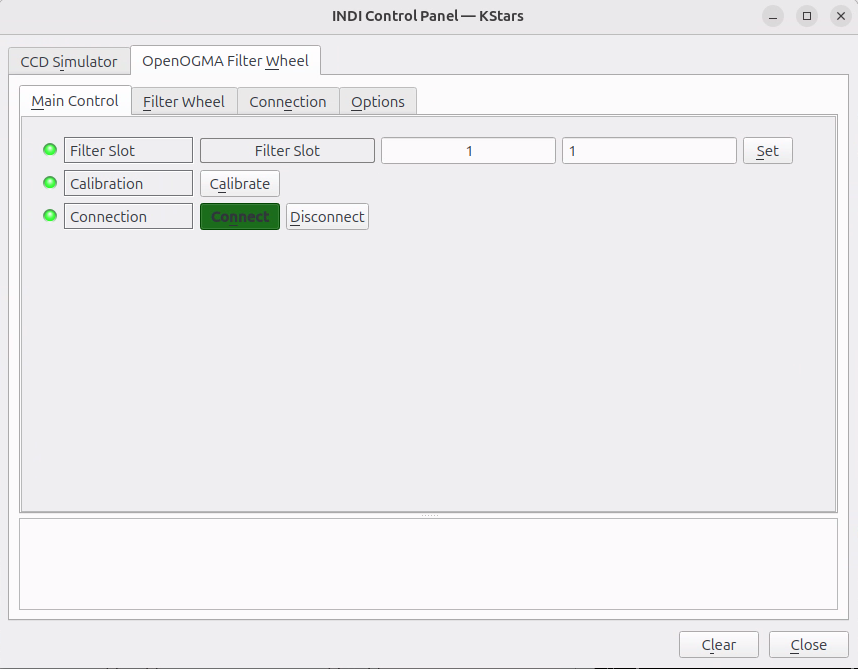 INDI Control Panel — KStars
CCD Simulator OpenOGMA Filter Wheel
Main Control Filter Wheel Connection Options
Filter Slot Filter Slot 1 1 Set
Calibration Calibrate
Connection Connect Disconnect
Clear Close